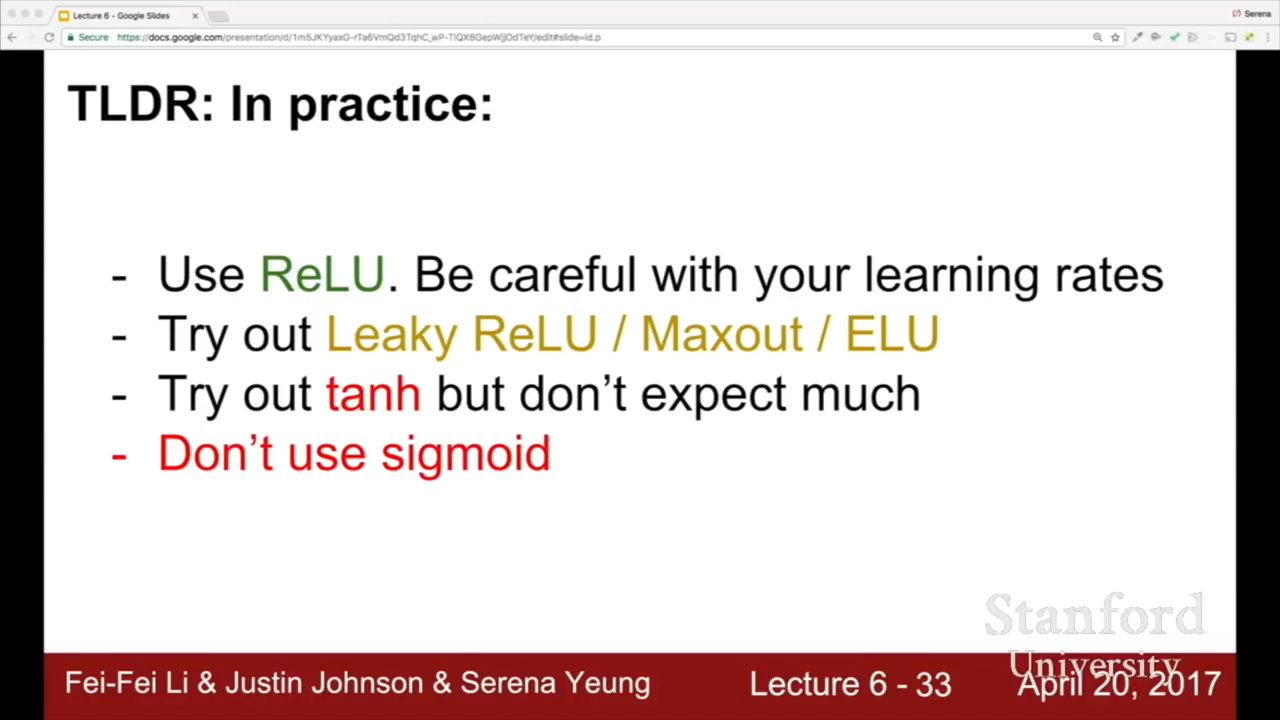 Lecture 6 - Google Slides
Serena
Secure https://docs.google.com/presentation/d/1m5JKYyaxG-rTa6VmQd3TqhC_wP-TIQX6GepWjjOdTeY/edit#slide=id.p
TLDR: In practice:
- Use ReLU. Be careful with your learning rates
- Try out Leaky ReLU / Maxout / ELU
- Try out tanh but don’t expect much
- Don’t use sigmoid
Stanford
University
Fei-Fei Li & Justin Johnson & Serena Yeung
Lecture 6 - 33
April 20, 2017